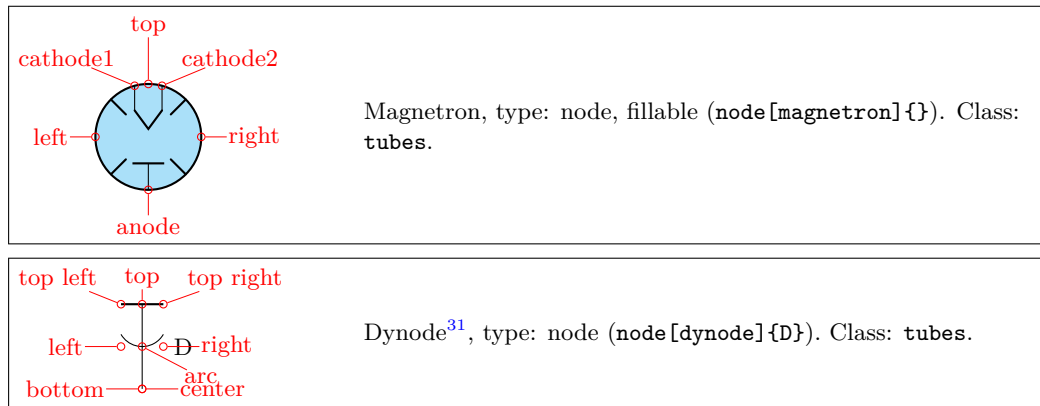 top
cathode1 cathode2
left right
anode
Magnetron, type: node, fillable (node[magnetron]{}). Class:
tubes.
top left top top right
left D right
arc
bottom center
Dynode31, type: node (node[dynode]{D}). Class: tubes.